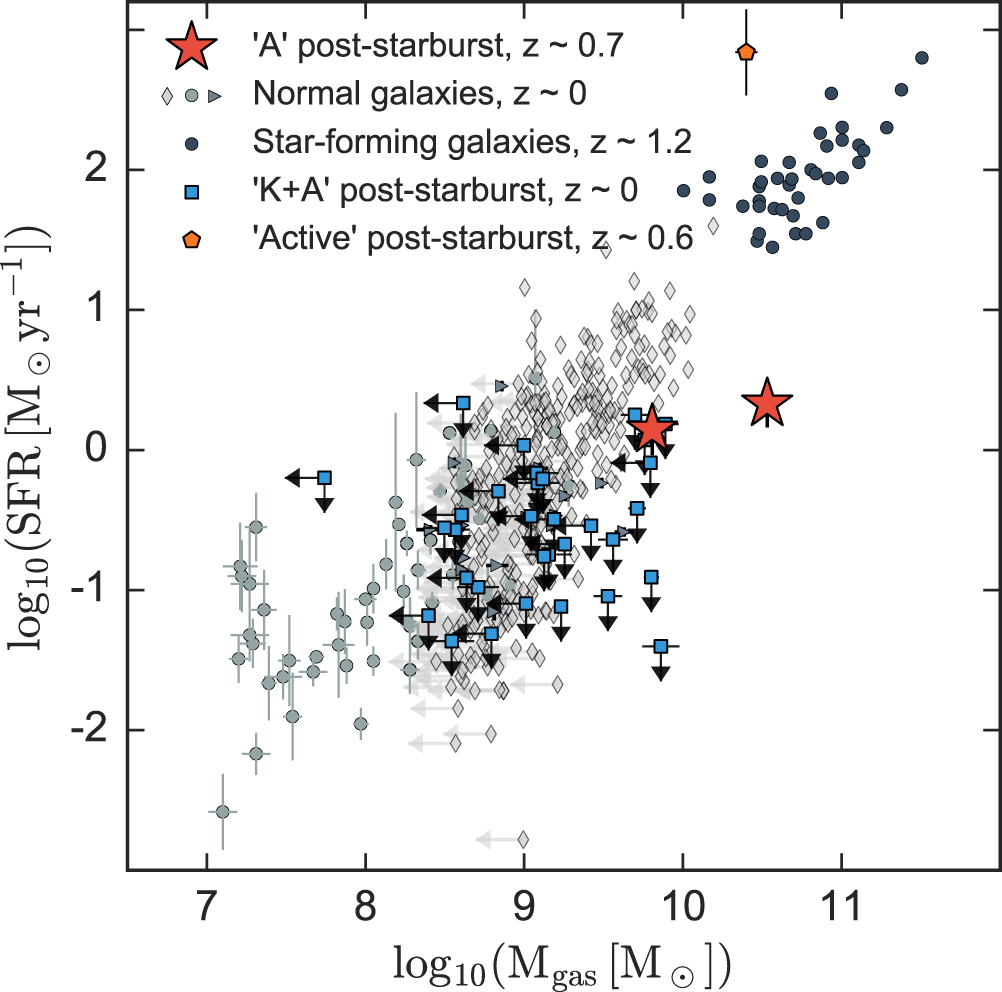 'A' post-starburst, z ~ 0.7
Normal galaxies, z ~ 0
Star-forming galaxies, z ~ 1.2
'K+A' post-starburst, z ~ 0
'Active' post-starburst, z ~ 0.6
log₁₀(SFR [M⊙yr⁻¹])
2
1
0
-1
-2
7 8 9 10 11
log₁₀(M_gas [M⊙])